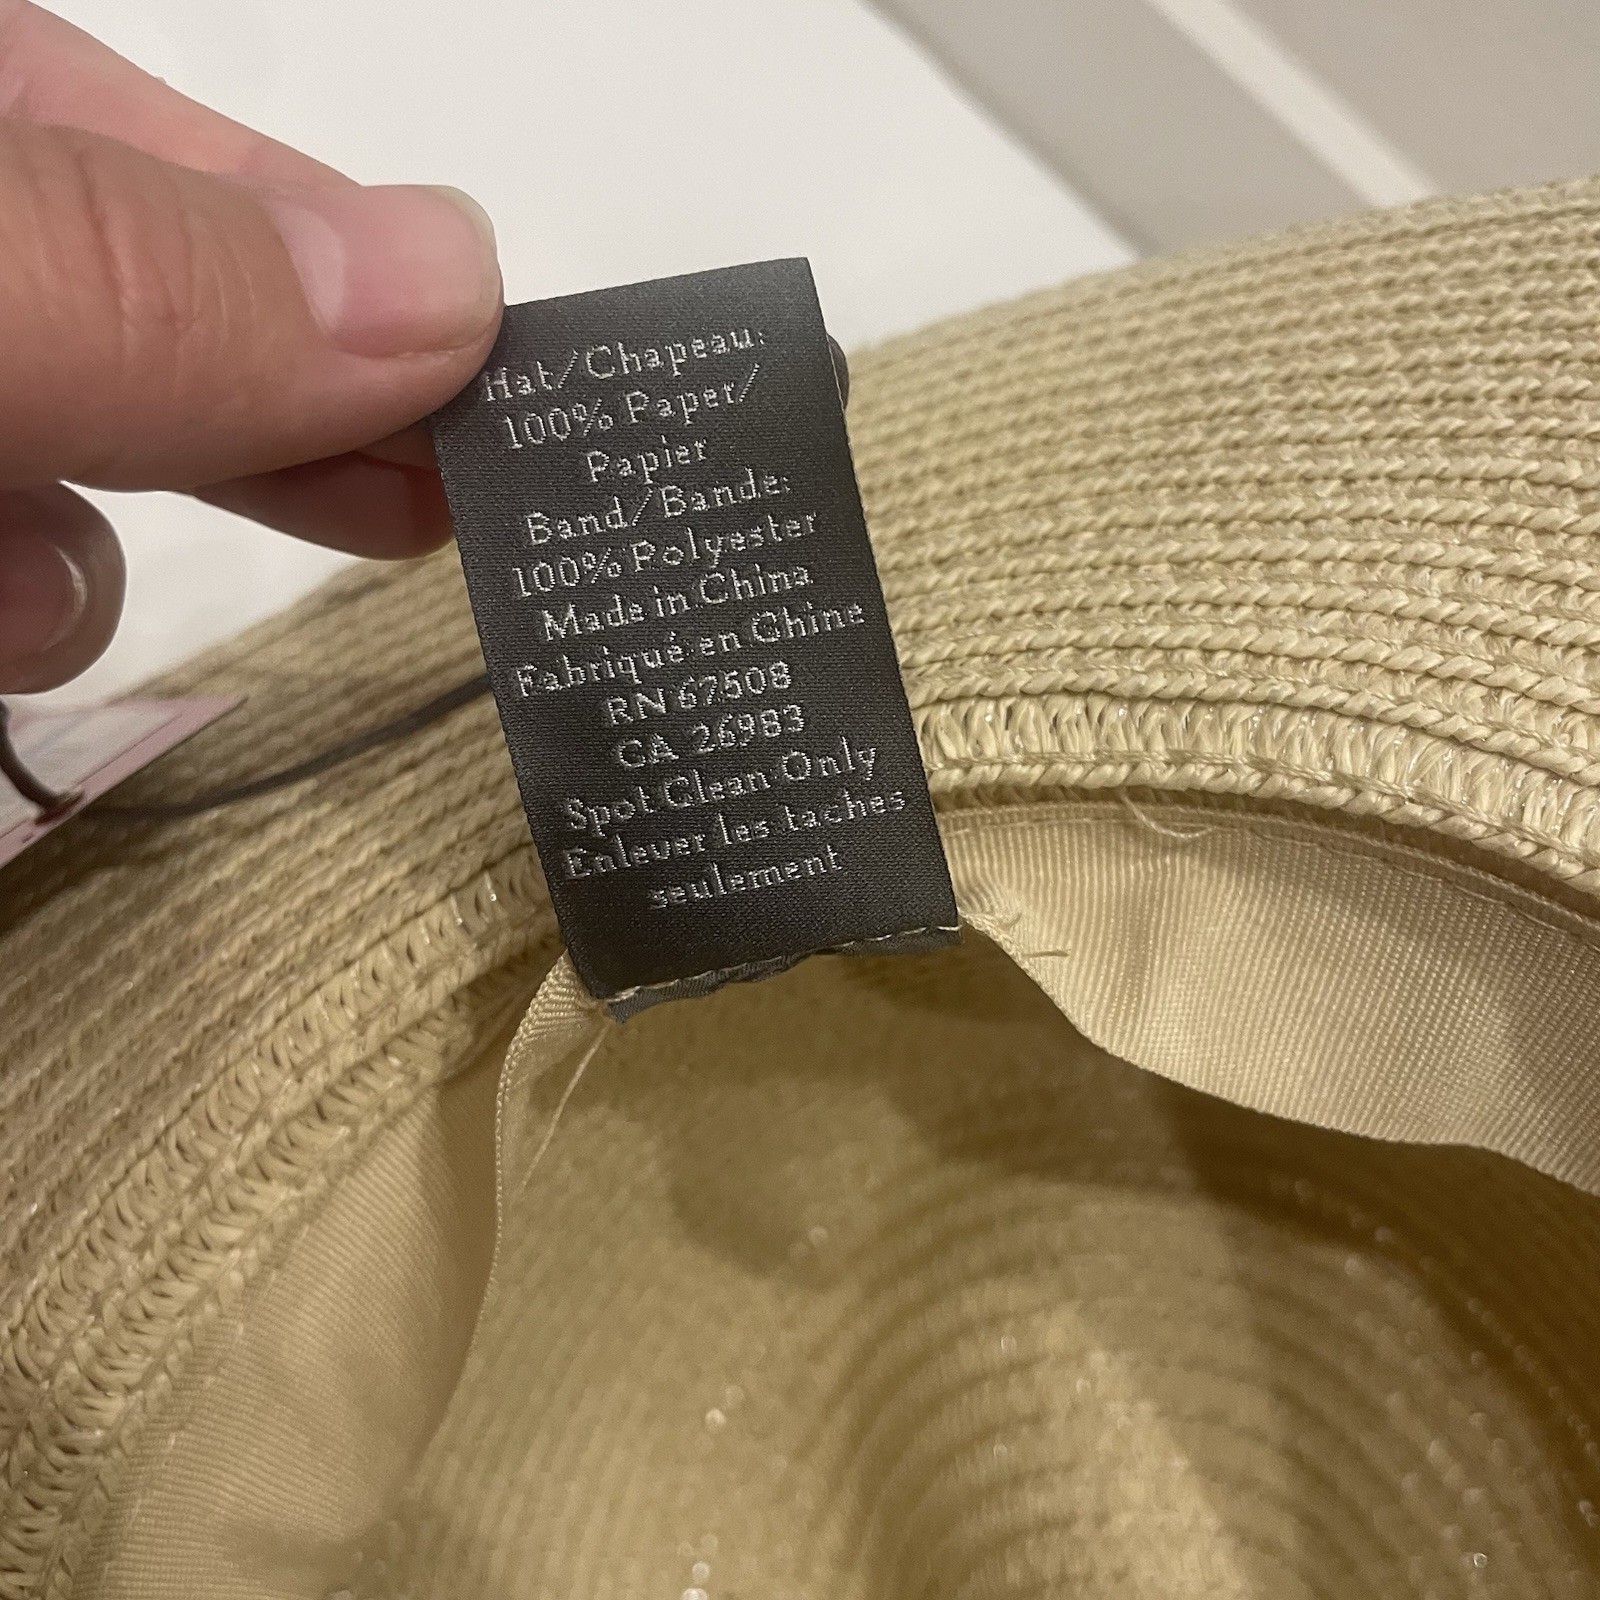 Hat/Chapeau:
100% Paper/
Papier
Band/Bande:
100% Polyester
Made in China
Fabriqué en Chine
RN 67508
CA 26983
Spot Clean Only
Enlever les taches
seulement